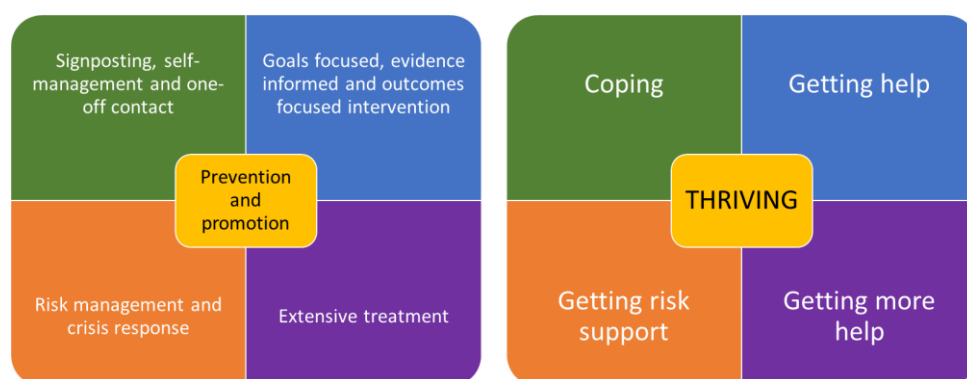 Signposting, self-
management and one-
off contact
Goals focused, evidence
informed and outcomes
focused intervention
Prevention
and
promotion
Risk management and
crisis response
Extensive treatment
Coping
Getting help
THRIVING
Getting risk
support
Getting more
help